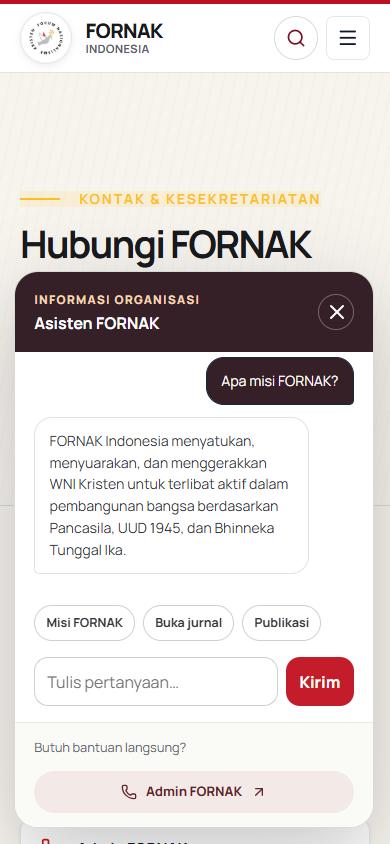 FORNAK
INDONESIA
KONTAK & KESEKRETARIATAN
Hubungi FORNAK
INFORMASI ORGANISASI
Asisten FORNAK
Apa misi FORNAK?
FORNAK Indonesia menyatukan,
menyuarakan, dan menggerakkan
WNI Kristen untuk terlibat aktif dalam
pembangunan bangsa berdasarkan
Pancasila, UUD 1945, dan Bhinneka
Tunggal Ika.
Misi FORNAK
Buka jurnal
Publikasi
Tulis pertanyaan...
Kirim
Butuh bantuan langsung?
Admin FORNAK